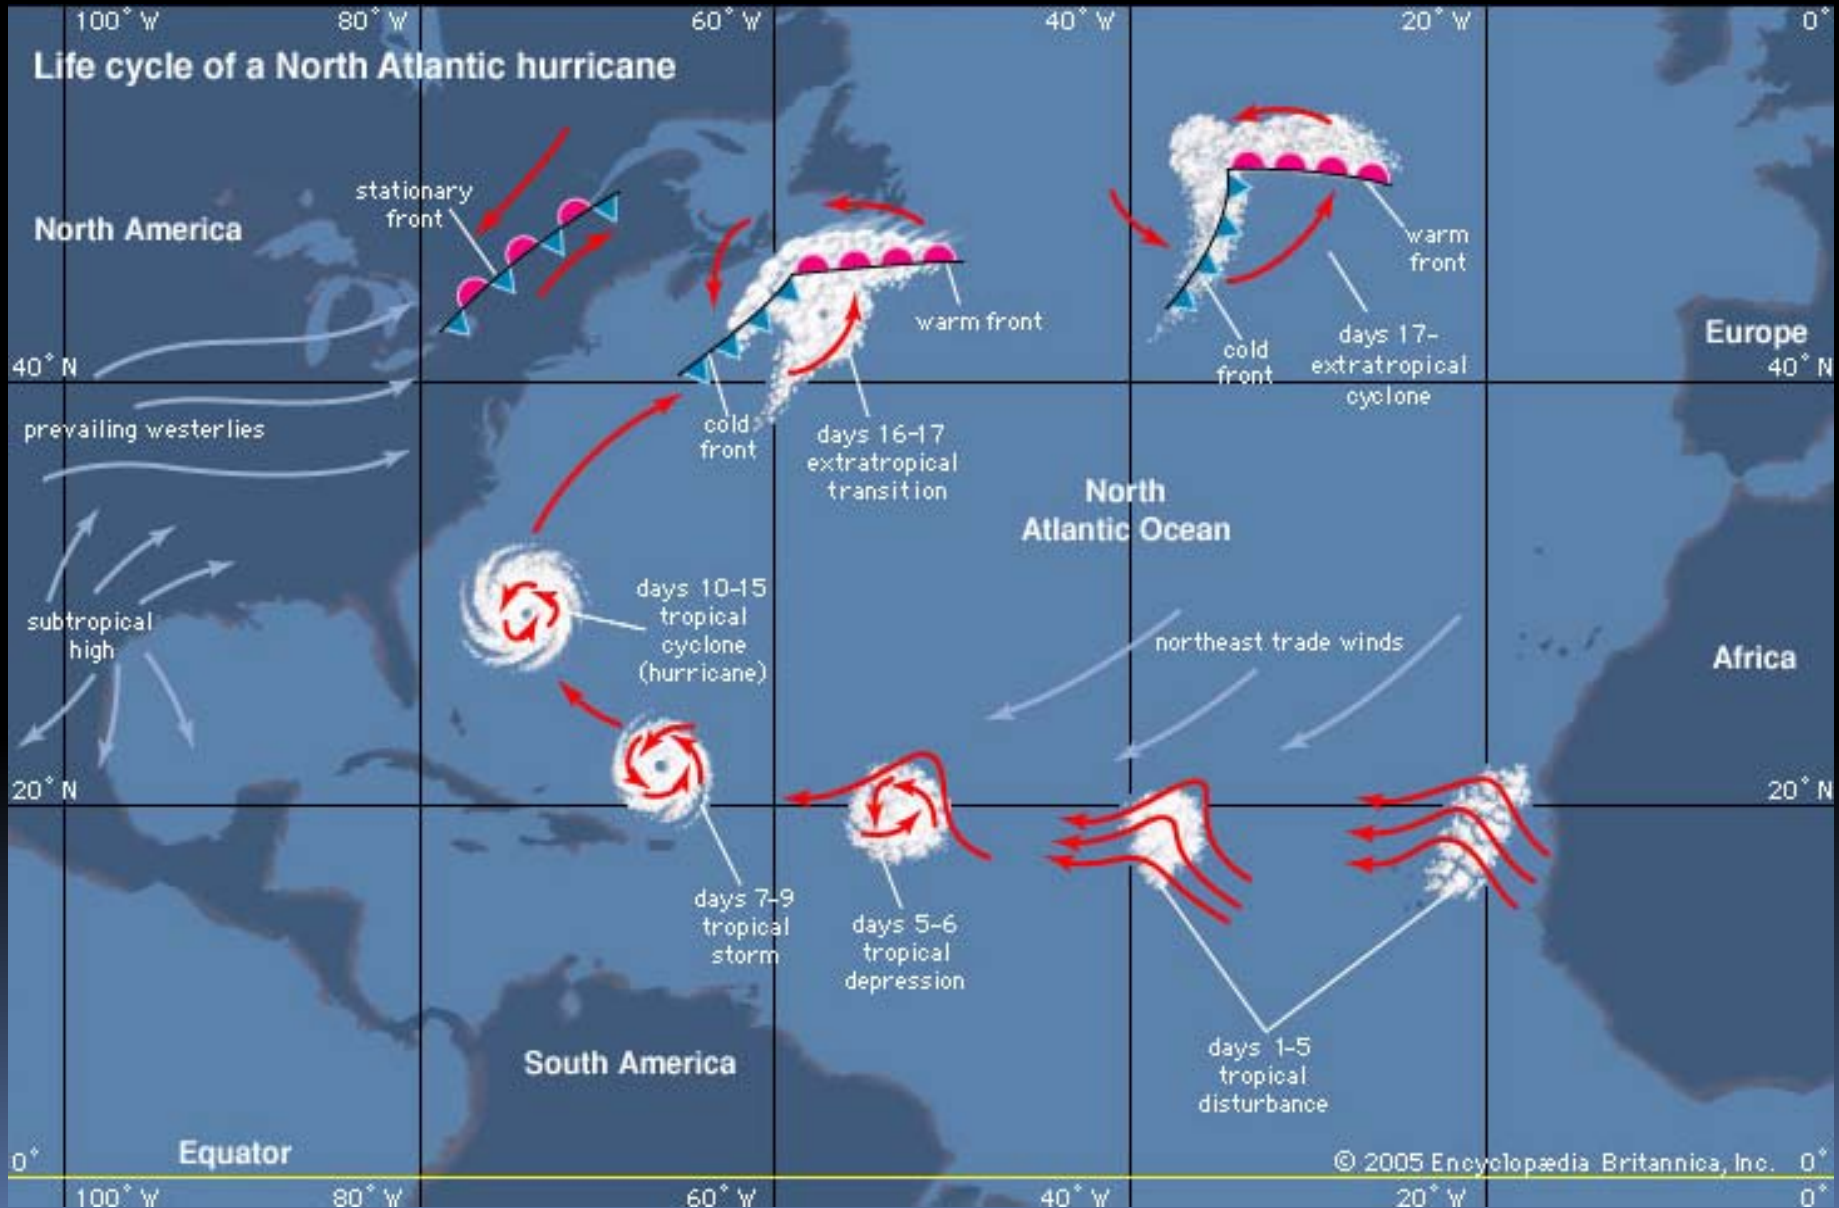 100° W
80° W
60° W
40° W
20° W
0°
Life cycle of a North Atlantic hurricane
stationary
front
North America
warm
front
warm front
Europe
cold
front
days 17-
extratropical
cyclone
40° N
40° N
prevailing westerlies
cold
front
days 16-17
extratropical
transition
North
Atlantic Ocean
days 10-15
tropical
cyclone
(hurricane)
subtropical
high
northeast trade winds
Africa
20° N
20° N
days 7-9
tropical
storm
days 5-6
tropical
depression
days 1-5
tropical
disturbance
South America
Equator
0°
© 2005 Encyclopædia Britannica, Inc.
0°
100° W
80° W
60° W
40° W
20° W
0°